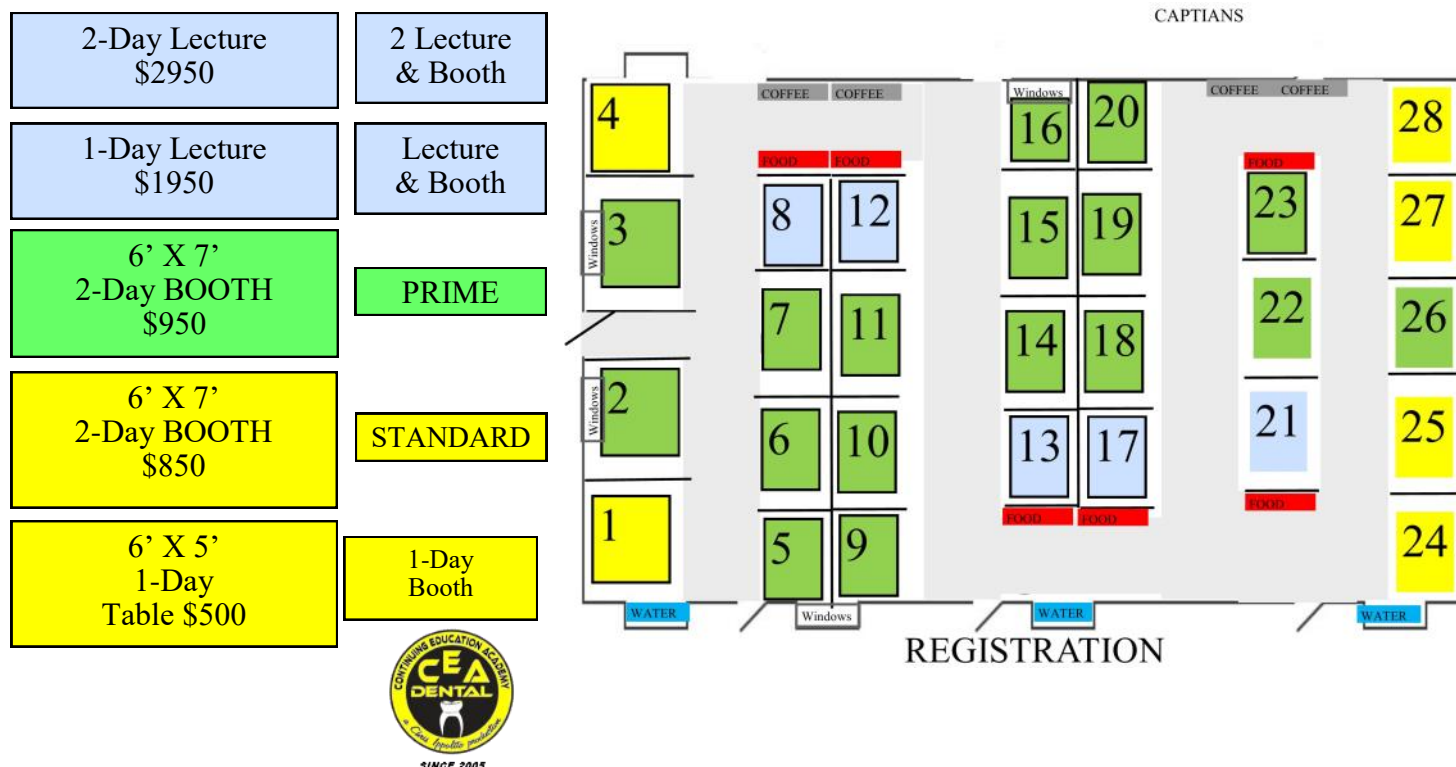 2-Day Lecture
$2950
2 Lecture
& Booth
1-Day Lecture
$1950
Lecture
& Booth
6’ X 7’
2-Day BOOTH
$950
PRIME
6’ X 7’
2-Day BOOTH
$850
STANDARD
6’ X 5’
1-Day
Table $500
1-Day
Booth
CONTINUING EDUCATION ACADEMY
CEA
DENTAL
a Chris Ippolito production
SINCE 2005
CAPTIANS
4
3
Windows
2
Windows
1
WATER
COFFEE COFFEE
FOOD FOOD
8 12
7 11
6 10
5 9
Windows
Windows
16 20
15 19
14 18
13 17
FOOD FOOD
WATER
COFFEE COFFEE
FOOD
23
22
21
FOOD
28
27
26
25
24
WATER
REGISTRATION